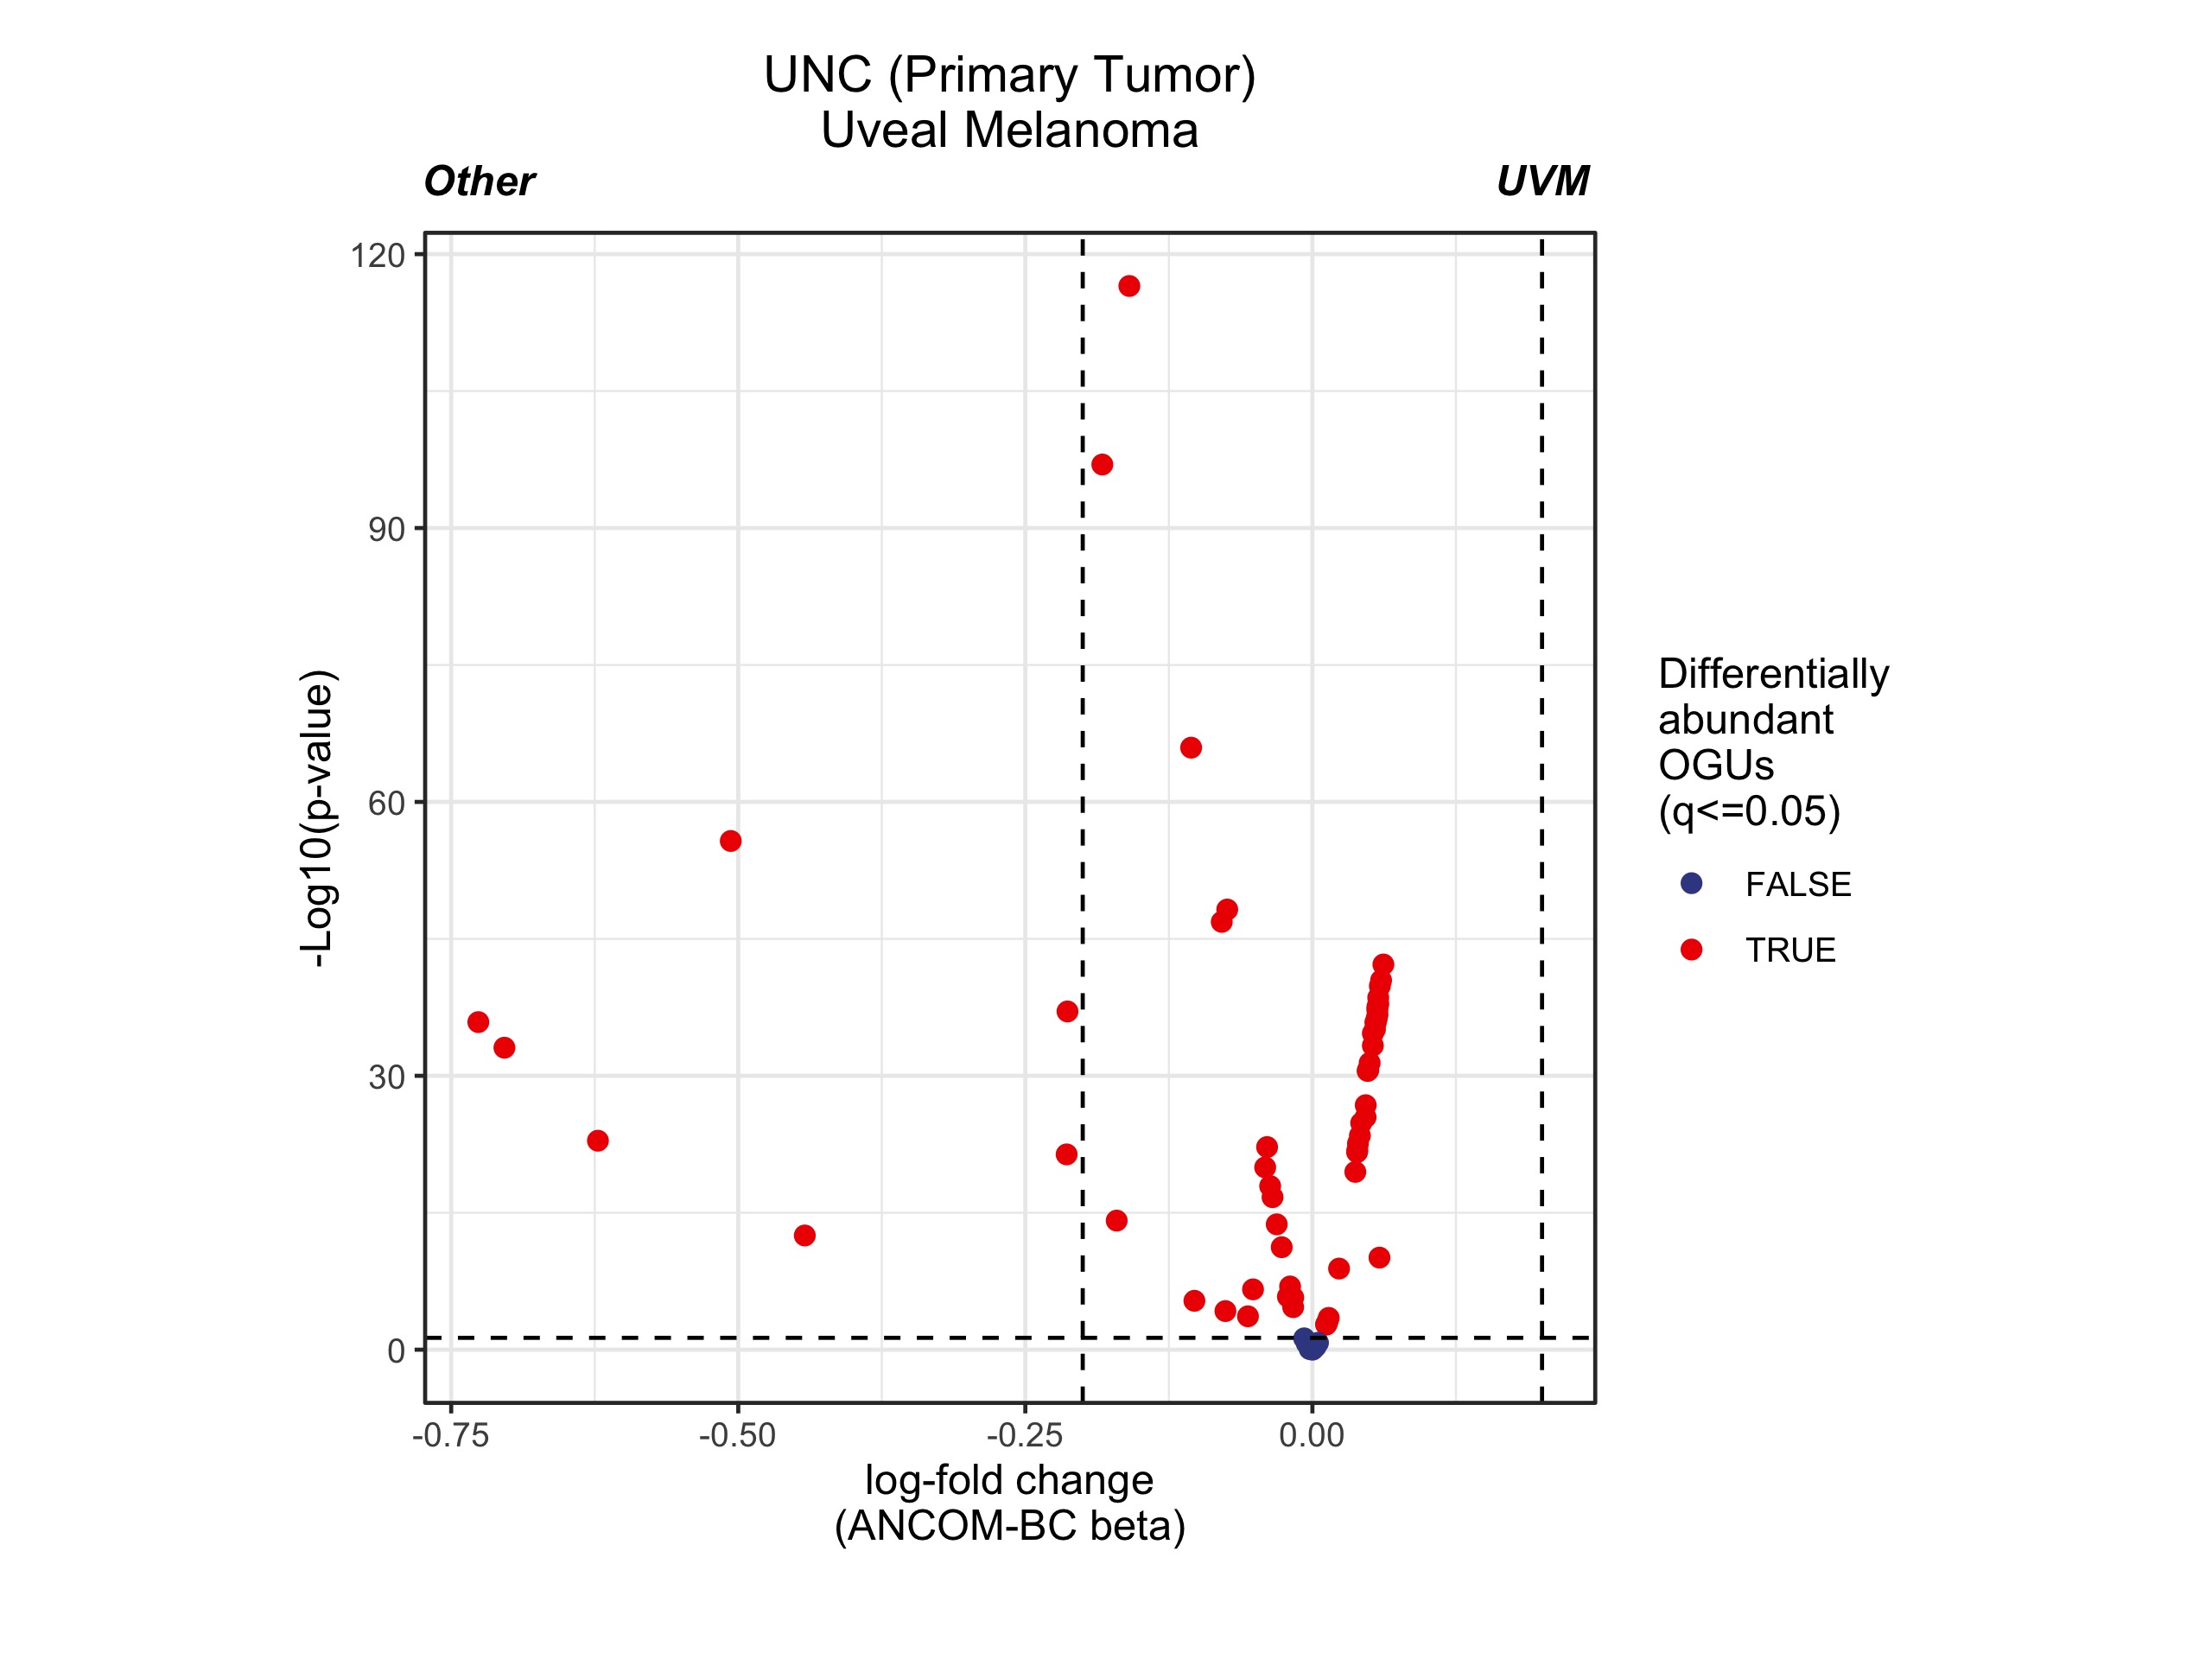 UNC (Primary Tumor)
Uveal Melanoma
Other
UVM
120
90
60
30
0
-Log10(p-value)
-0.75
-0.50
-0.25
0.00
log-fold change
(ANCOM-BC beta)
Differentially
abundant
OGUs
(q<=0.05)
FALSE
TRUE